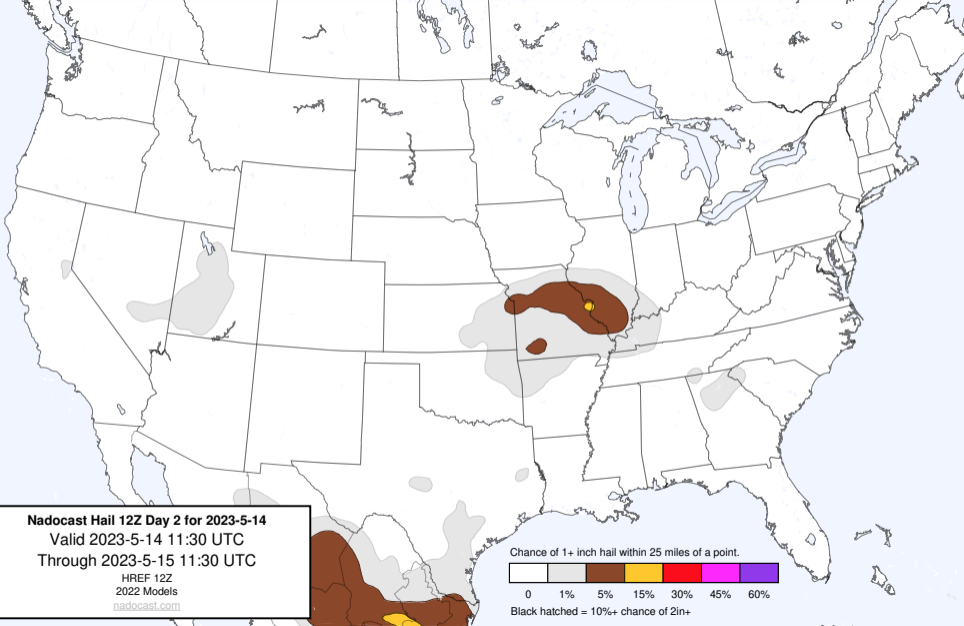 Nadocast Hail 12Z Day 2 for 2023-5-14
Valid 2023-5-14 11:30 UTC
Through 2023-5-15 11:30 UTC
HREF 12Z
2022 Models
nadocast.com
Chance of 1+ inch hail within 25 miles of a point.
0 1% 5% 15% 30% 45% 60%
Black hatched = 10%+ chance of 2in+